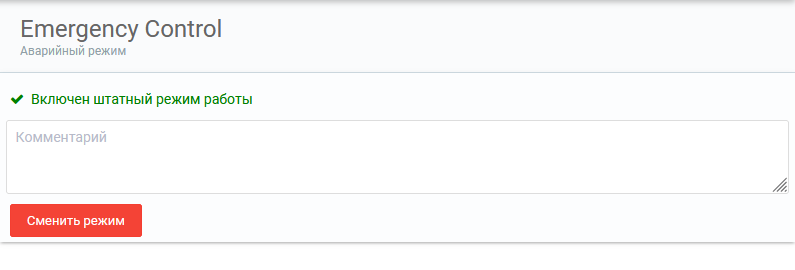 Emergency Control
Аварийный режим
Включен штатный режим работы
Комментарий
Сменить режим